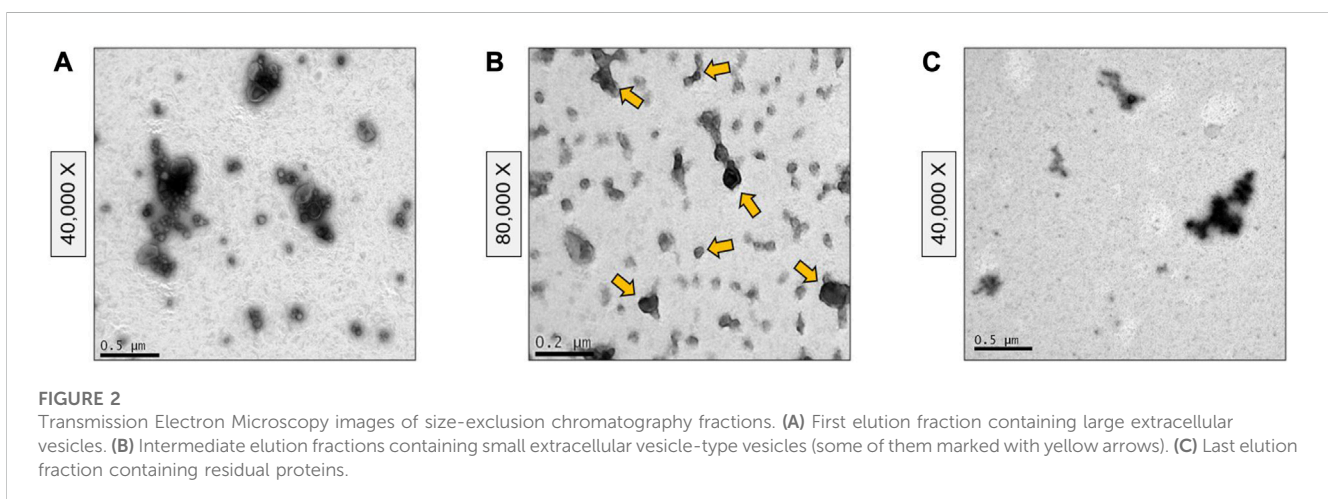 A
B
C
40,000 X
80,000 X
40,000 X
0.5 μm
0.2 μm
0.5 μm
FIGURE 2
Transmission Electron Microscopy images of size-exclusion chromatography fractions. (A) First elution fraction containing large extracellular
vesicles. (B) Intermediate elution fractions containing small extracellular vesicle-type vesicles (some of them marked with yellow arrows). (C) Last elution
fraction containing residual proteins.